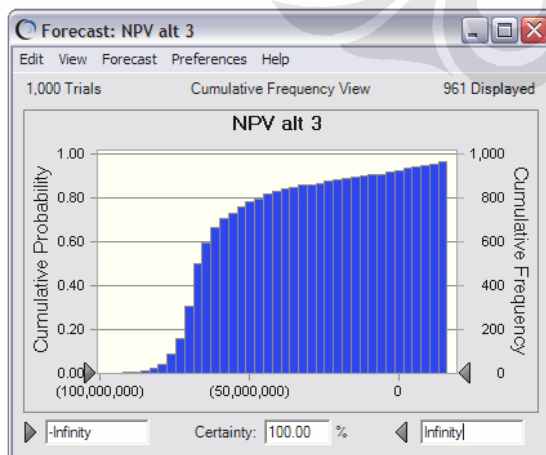 Forecast: NPV alt 3
Edit View Forecast Preferences Help
1,000 Trials Cumulative Frequency View 961 Displayed
NPV alt 3
Cumulative Probability
1.00
0.80
0.60
0.40
0.20
0.00
1,000
800
600
400
200
0
Cumulative Frequency
(100,000,000) (50,000,000) 0
-Infinity Certainty: 100.00 % Infinity